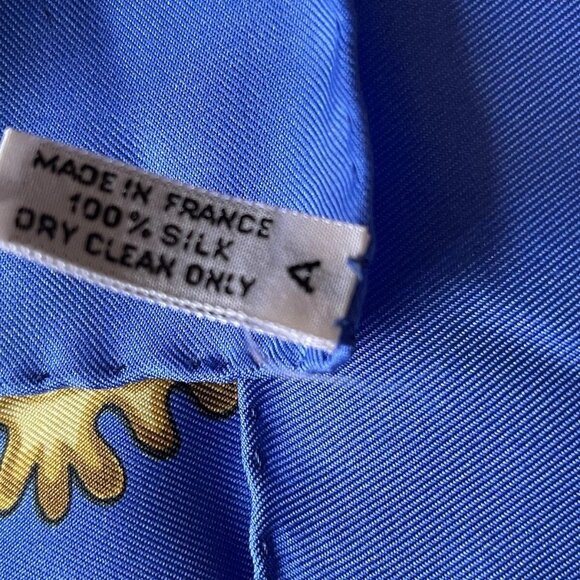 MADE IN FRANCE
100% SILK
DRY CLEAN ONLY
A